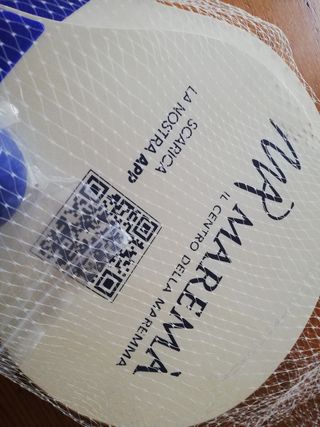 MAREMÀ
IL CENTRO DELLA MAREMMA
SCARICA
LA NOSTRA APP